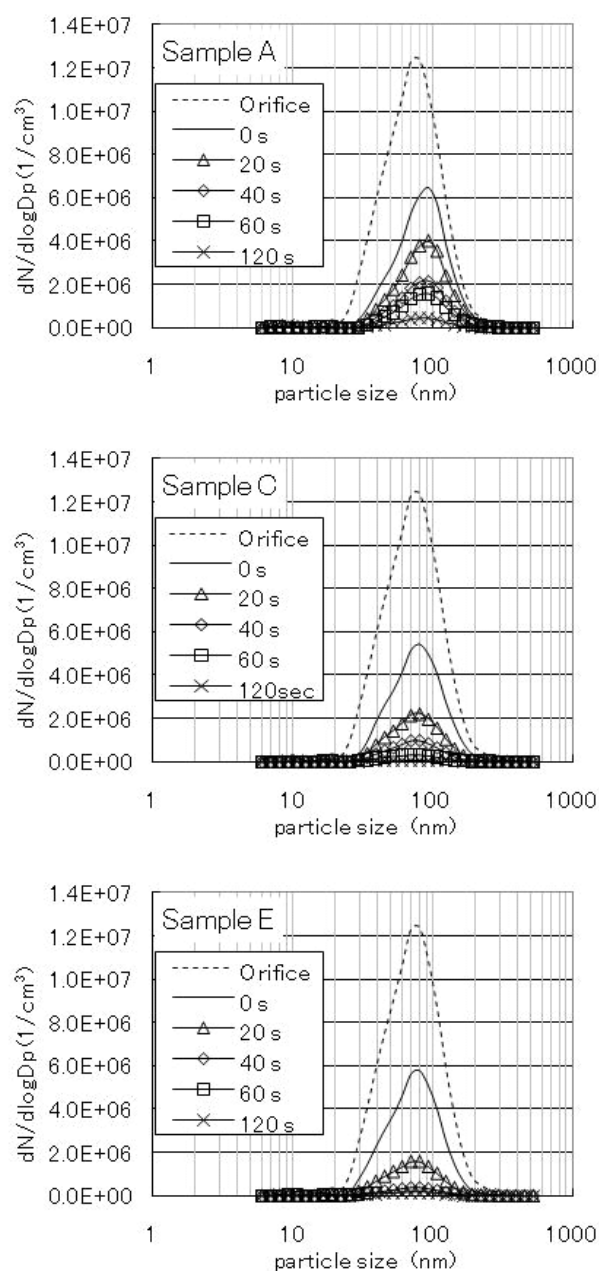 Sample A
dN/dlogDp(1/cm³)
1.4E+07
1.2E+07
1.0E+07
8.0E+06
6.0E+06
4.0E+06
2.0E+06
0.0E+00
Orifice
0 s
20 s
40 s
60 s
120 s
1 10 100 1000
particle size (nm)
Sample C
dN/dlogDp(1/cm³)
1.4E+07
1.2E+07
1.0E+07
8.0E+06
6.0E+06
4.0E+06
2.0E+06
0.0E+00
Orifice
0 s
20 s
40 s
60 s
120sec
1 10 100 1000
particle size (nm)
Sample E
dN/dlogDp(1/cm³)
1.4E+07
1.2E+07
1.0E+07
8.0E+06
6.0E+06
4.0E+06
2.0E+06
0.0E+00
Orifice
0 s
20 s
40 s
60 s
120 s
1 10 100 1000
particle size (nm)